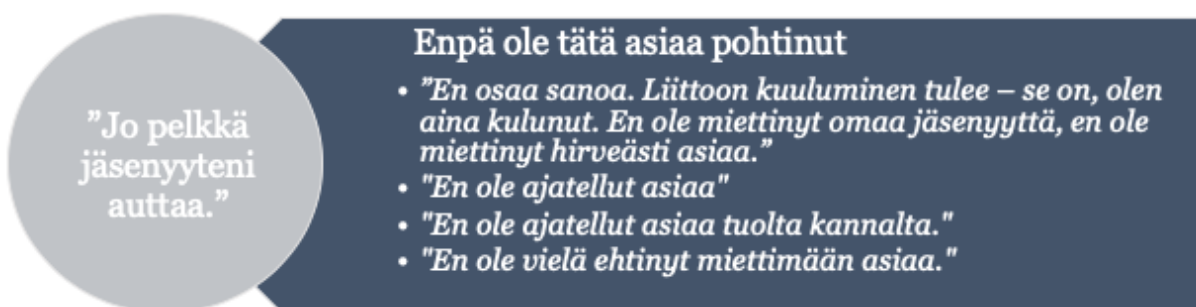 ”Jo pelkkä
jäsenyyteni
auttaa.”
Enpä ole tätä asiaa pohtinut
• ”En osaa sanoa. Liittoon kuuluminen tulee – se on, olen
aina kulunut. En ole miettinyt omaa jäsenyyttä, en ole
miettinyt hirveästi asiaa.”
• "En ole ajatellut asiaa"
• "En ole ajatellut asiaa tuolta kannalta."
• "En ole vielä ehtinyt miettimään asiaa."